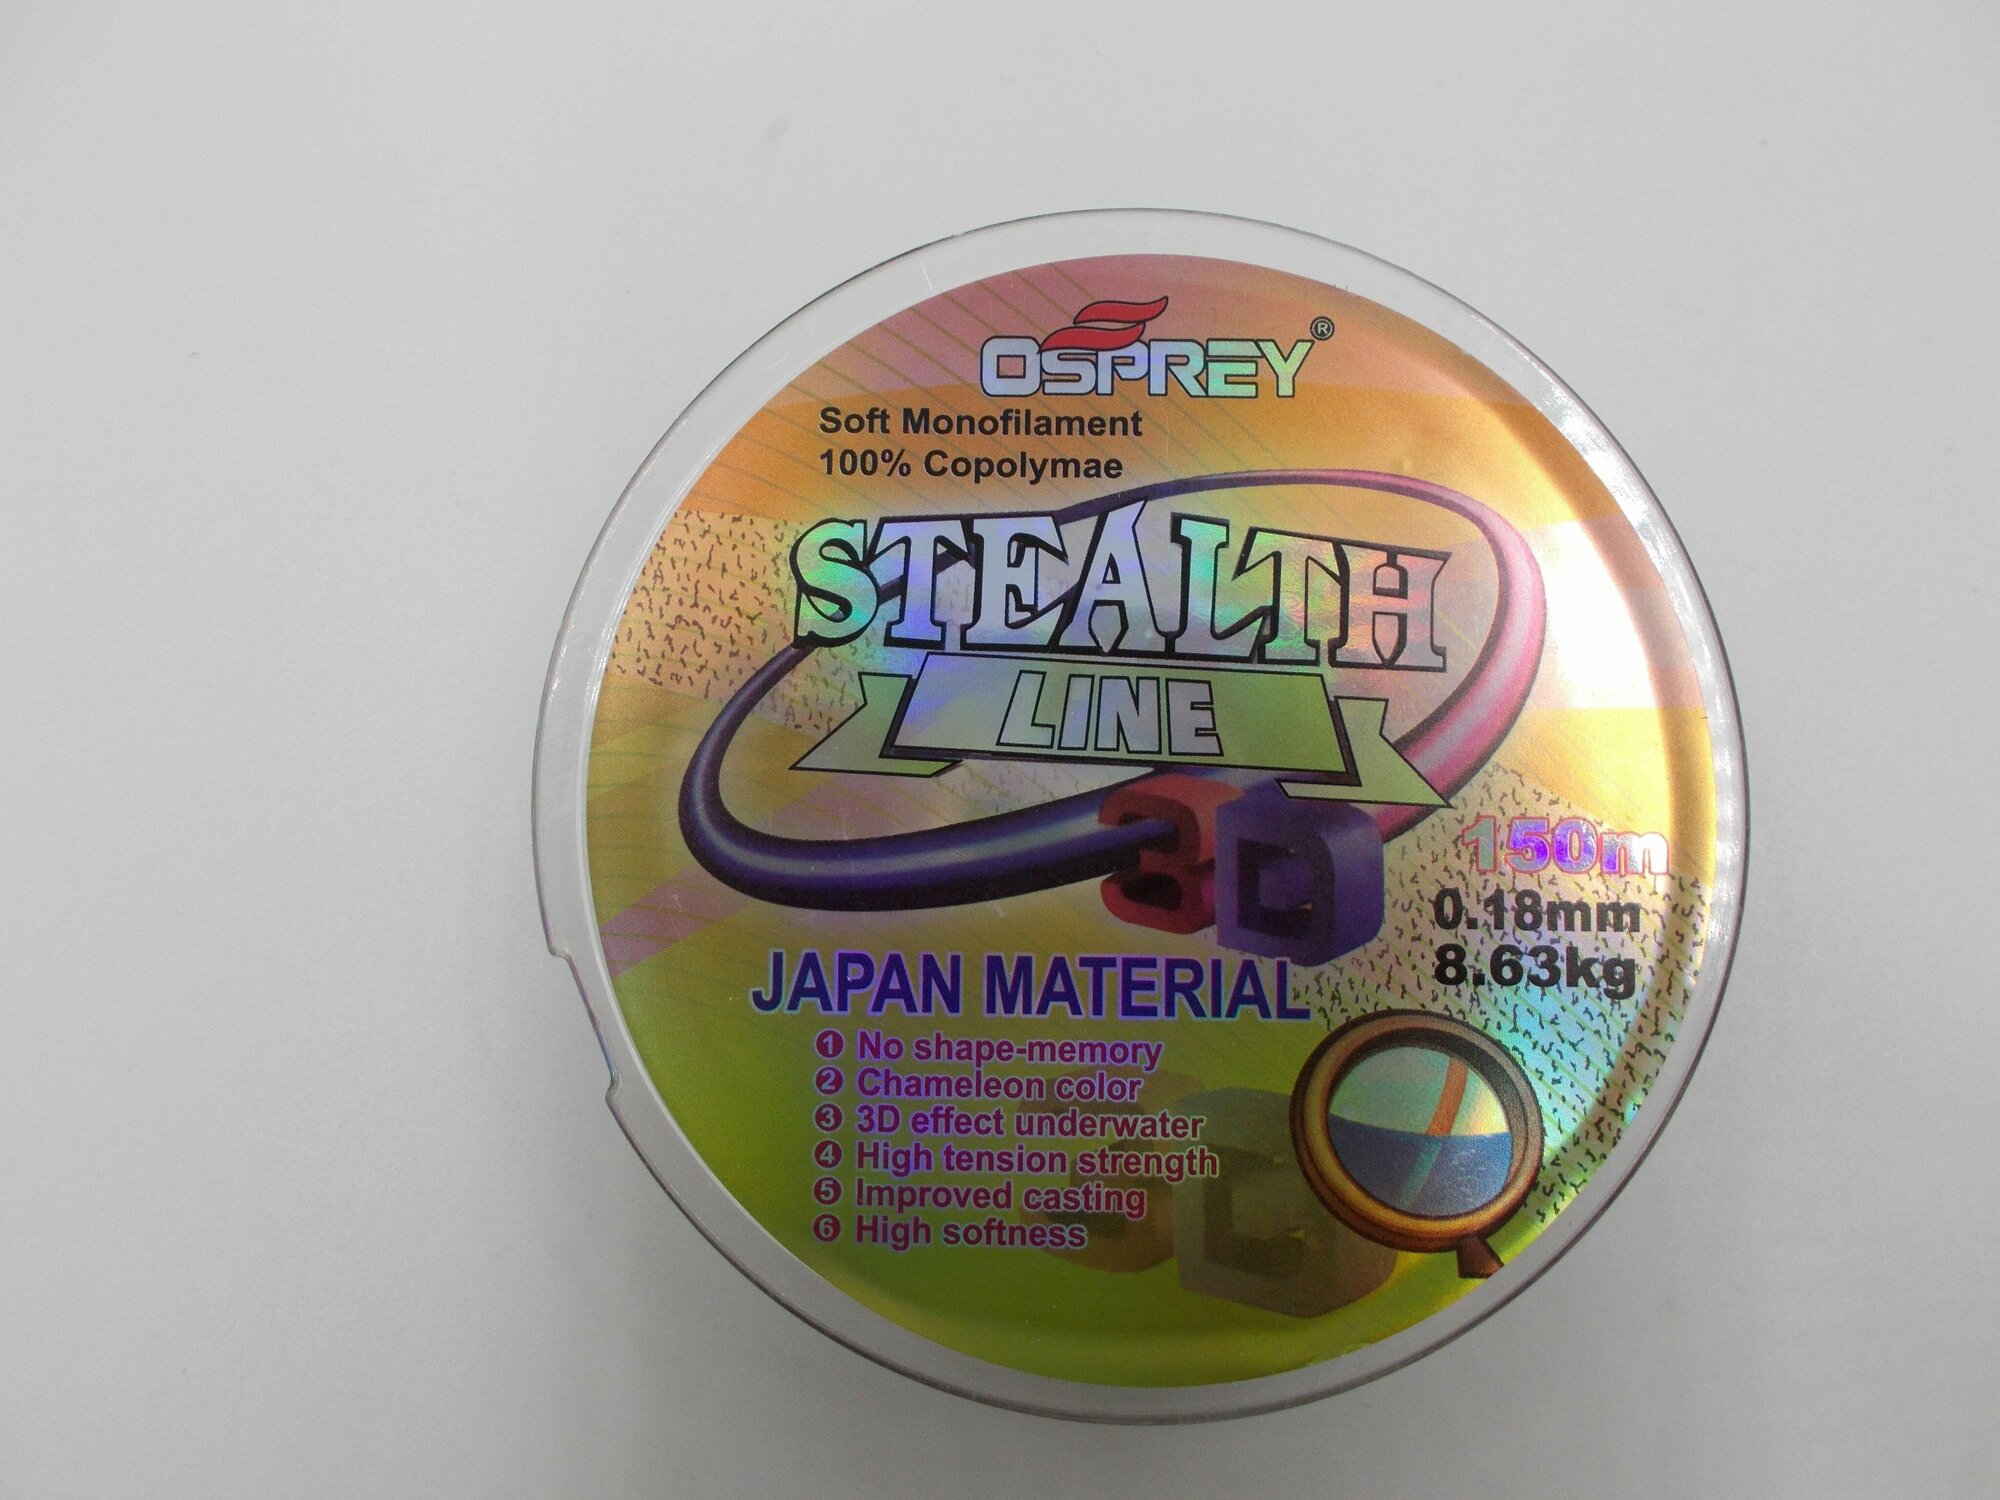 OSPREY®
Soft Monofilament
100% Copolymae
STEALTH
LINE
3D
150m
0.18mm
8.63kg
JAPAN MATERIAL
1 No shape-memory
2 Chameleon color
3 3D effect underwater
4 High tension strength
5 Improved casting
6 High softness